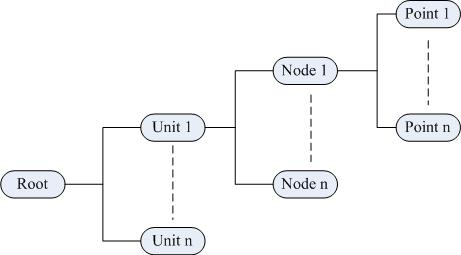 Point 1
Node 1
Unit 1
Point n
Root
Node n
Unit n